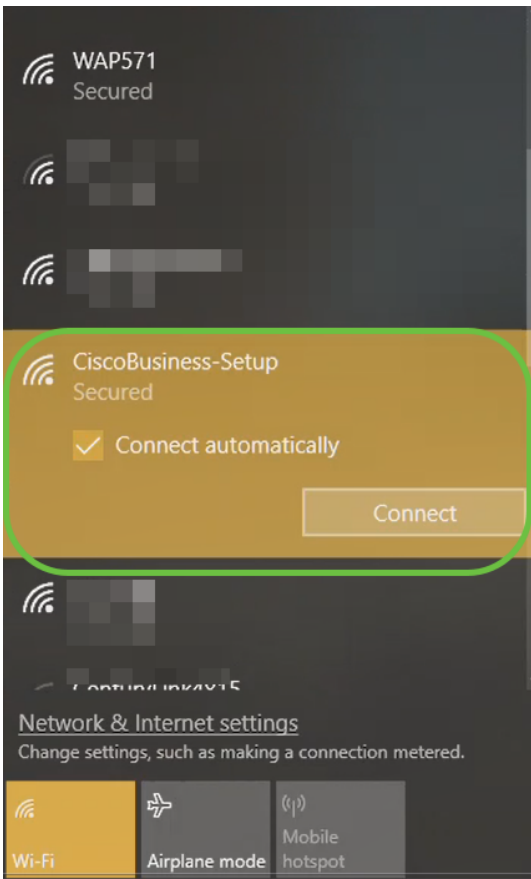 WAP571
Secured
CiscoBusiness-Setup
Secured
Connect automatically
Connect
Network & Internet settings
Change settings, such as making a connection metered.
Wi-Fi
Airplane mode
Mobile
hotspot